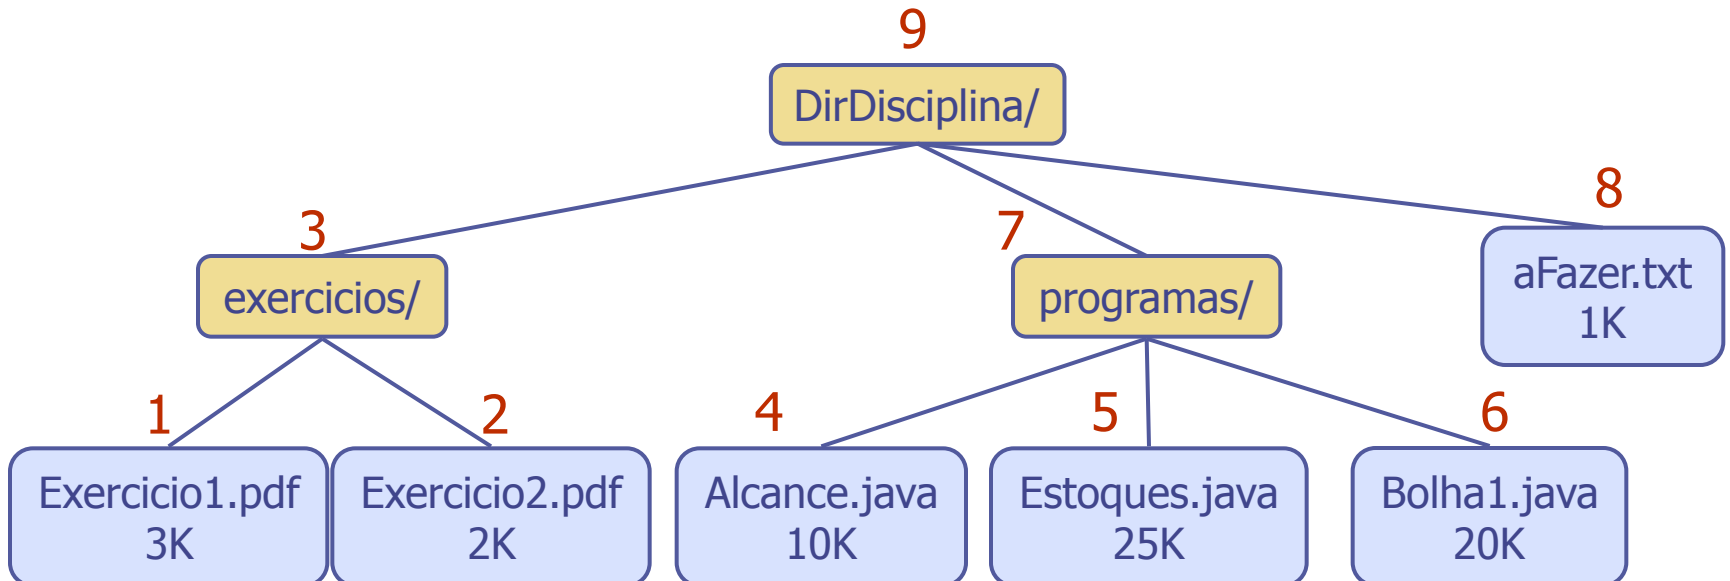 9
DirDisciplina/
3
7
8
exercicios/
programas/
aFazer.txt
1K
1
2
4
5
6
Exercicio1.pdf
3K
Exercicio2.pdf
2K
Alcance.java
10K
Estoques.java
25K
Bolha1.java
20K